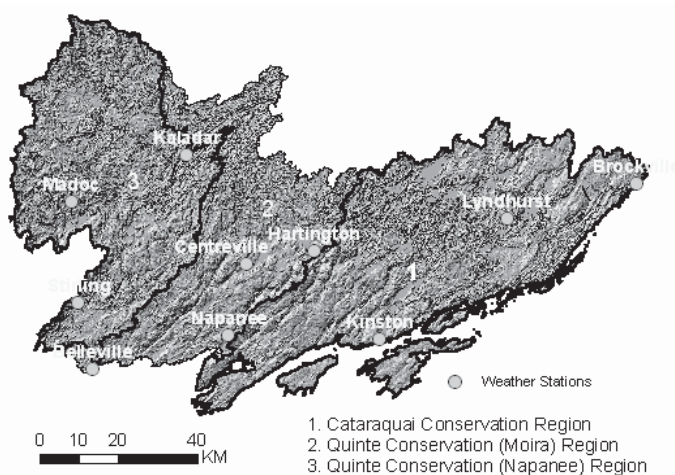 Kaladar
Brockville
3
Madoc
Lyndhurst
2
Hartington
Centreville
1
Stirling
Napanee
Kinston
Belleville
Weather Stations
0 10 20 40
KM
1. Cataraquai Conservation Region
2. Quinte Conservation (Moira) Region
3. Quinte Conservation (Napanee) Region